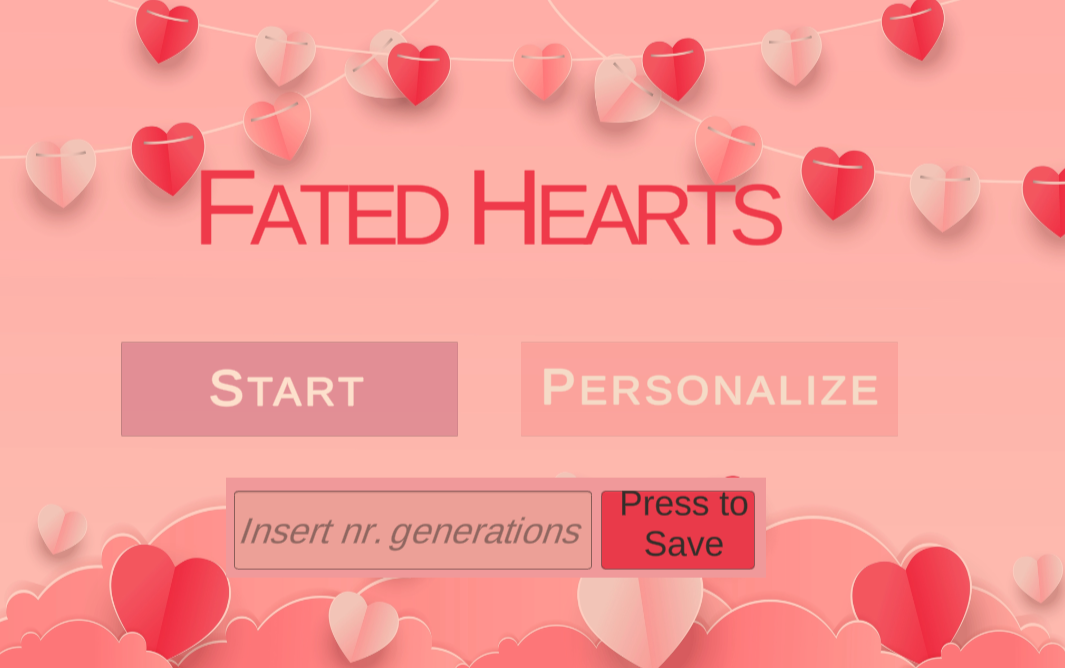 FATED HEARTS
START
PERSONALIZE
Insert nr. generations
Press to
Save